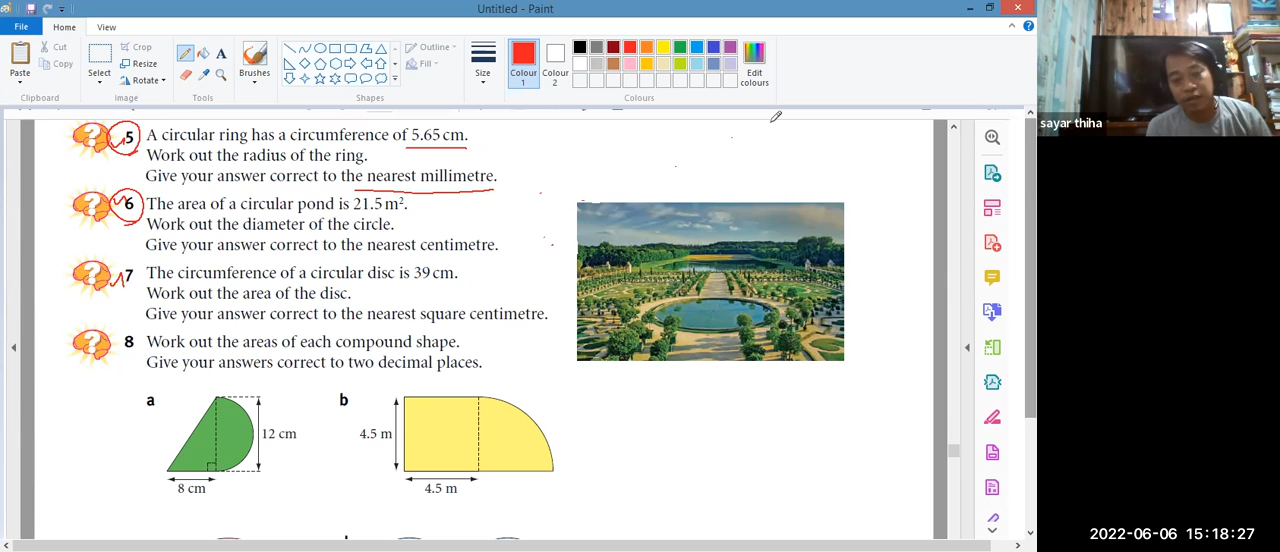 Untitled - Paint
File
Home
View
Paste
Cut
Copy
Clipboard
Select
Crop
Resize
Rotate
Image
A
Tools
Brushes
Outline
Fill
Shapes
Size
Colour 1
Colour 2
Edit colours
Colours
5 A circular ring has a circumference of 5.65 cm.
Work out the radius of the ring.
Give your answer correct to the nearest millimetre.
6 The area of a circular pond is 21.5 m².
Work out the diameter of the circle.
Give your answer correct to the nearest centimetre.
7 The circumference of a circular disc is 39 cm.
Work out the area of the disc.
Give your answer correct to the nearest square centimetre.
8 Work out the areas of each compound shape.
Give your answers correct to two decimal places.
a
12 cm
8 cm
b
4.5 m
4.5 m
sayar thiha
2022-06-06 15:18:27